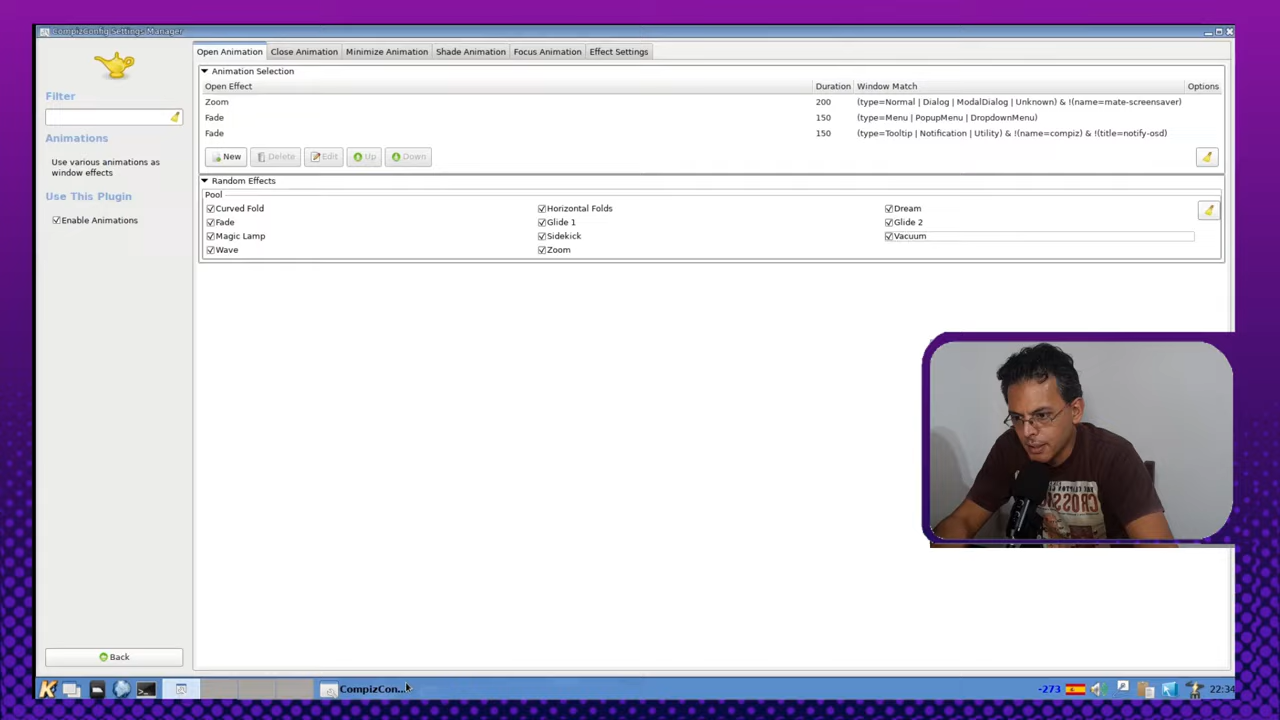 CompizConfig Settings Manager
Filter
Animations
Use various animations as
window effects
Use This Plugin
Enable Animations
Back
Open Animation Close Animation Minimize Animation Shade Animation Focus Animation Effect Settings
Animation Selection
Open Effect Duration Window Match Options
Zoom 200 (type=Normal | Dialog | ModalDialog | Unknown) & !(name=mate-screensaver)
Fade 150 (type=Menu | PopupMenu | DropdownMenu)
Fade 150 (type=Tooltip | Notification | Utility) & !(name=compiz) & !(title=notify-osd)
New Delete Edit Up Down
Random Effects
Pool
Curved Fold Horizontal Folds Dream
Fade Glide 1 Glide 2
Magic Lamp Sidekick Vacuum
Wave Zoom
CROSS
CompizCon...
-273
22:34